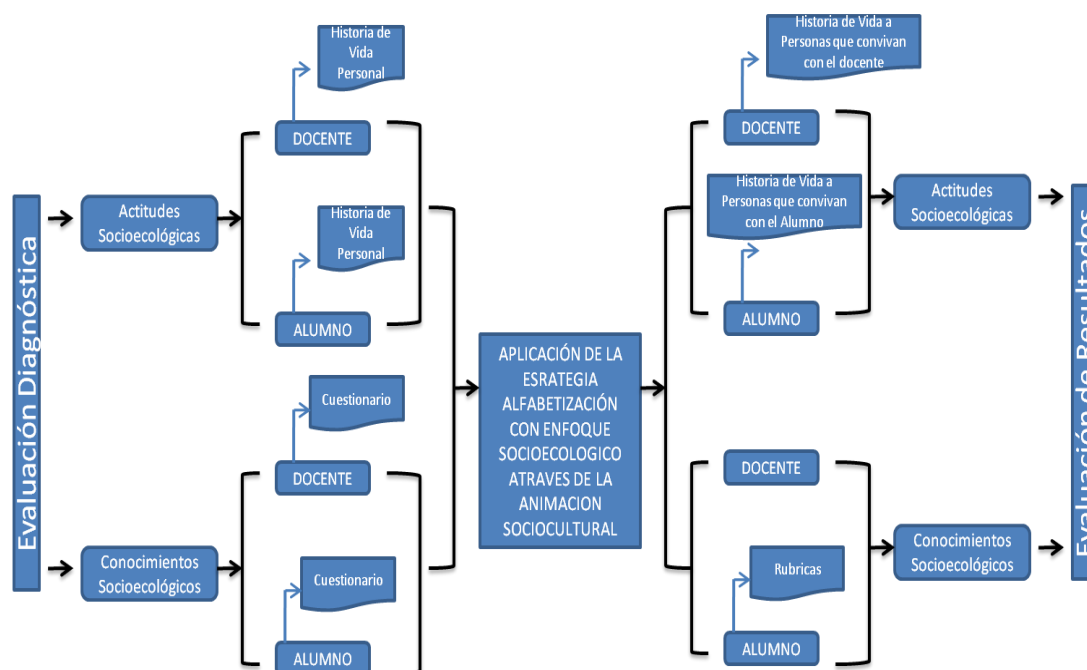 Evaluación Diagnóstica
Actitudes
Socioecológicas
Historia de
Vida
Personal
DOCENTE
Historia de
Vida
Personal
ALUMNO
Conocimientos
Socioecológicos
Cuestionario
DOCENTE
Cuestionario
ALUMNO
APLICACIÓN DE LA
ESRATEGIA
ALFABETIZACIÓN
CON ENFOQUE
SOCIOECOLOGICO
ATRAVES DE LA
ANIMACION
SOCIOCULTURAL
Historia de Vida a
Personas que convivan
con el docente
DOCENTE
Historia de Vida a
Personas que convivan
con el Alumno
ALUMNO
Actitudes
Socioecológicas
DOCENTE
Rubricas
ALUMNO
Conocimientos
Socioecológicos
Evaluación de Resultados